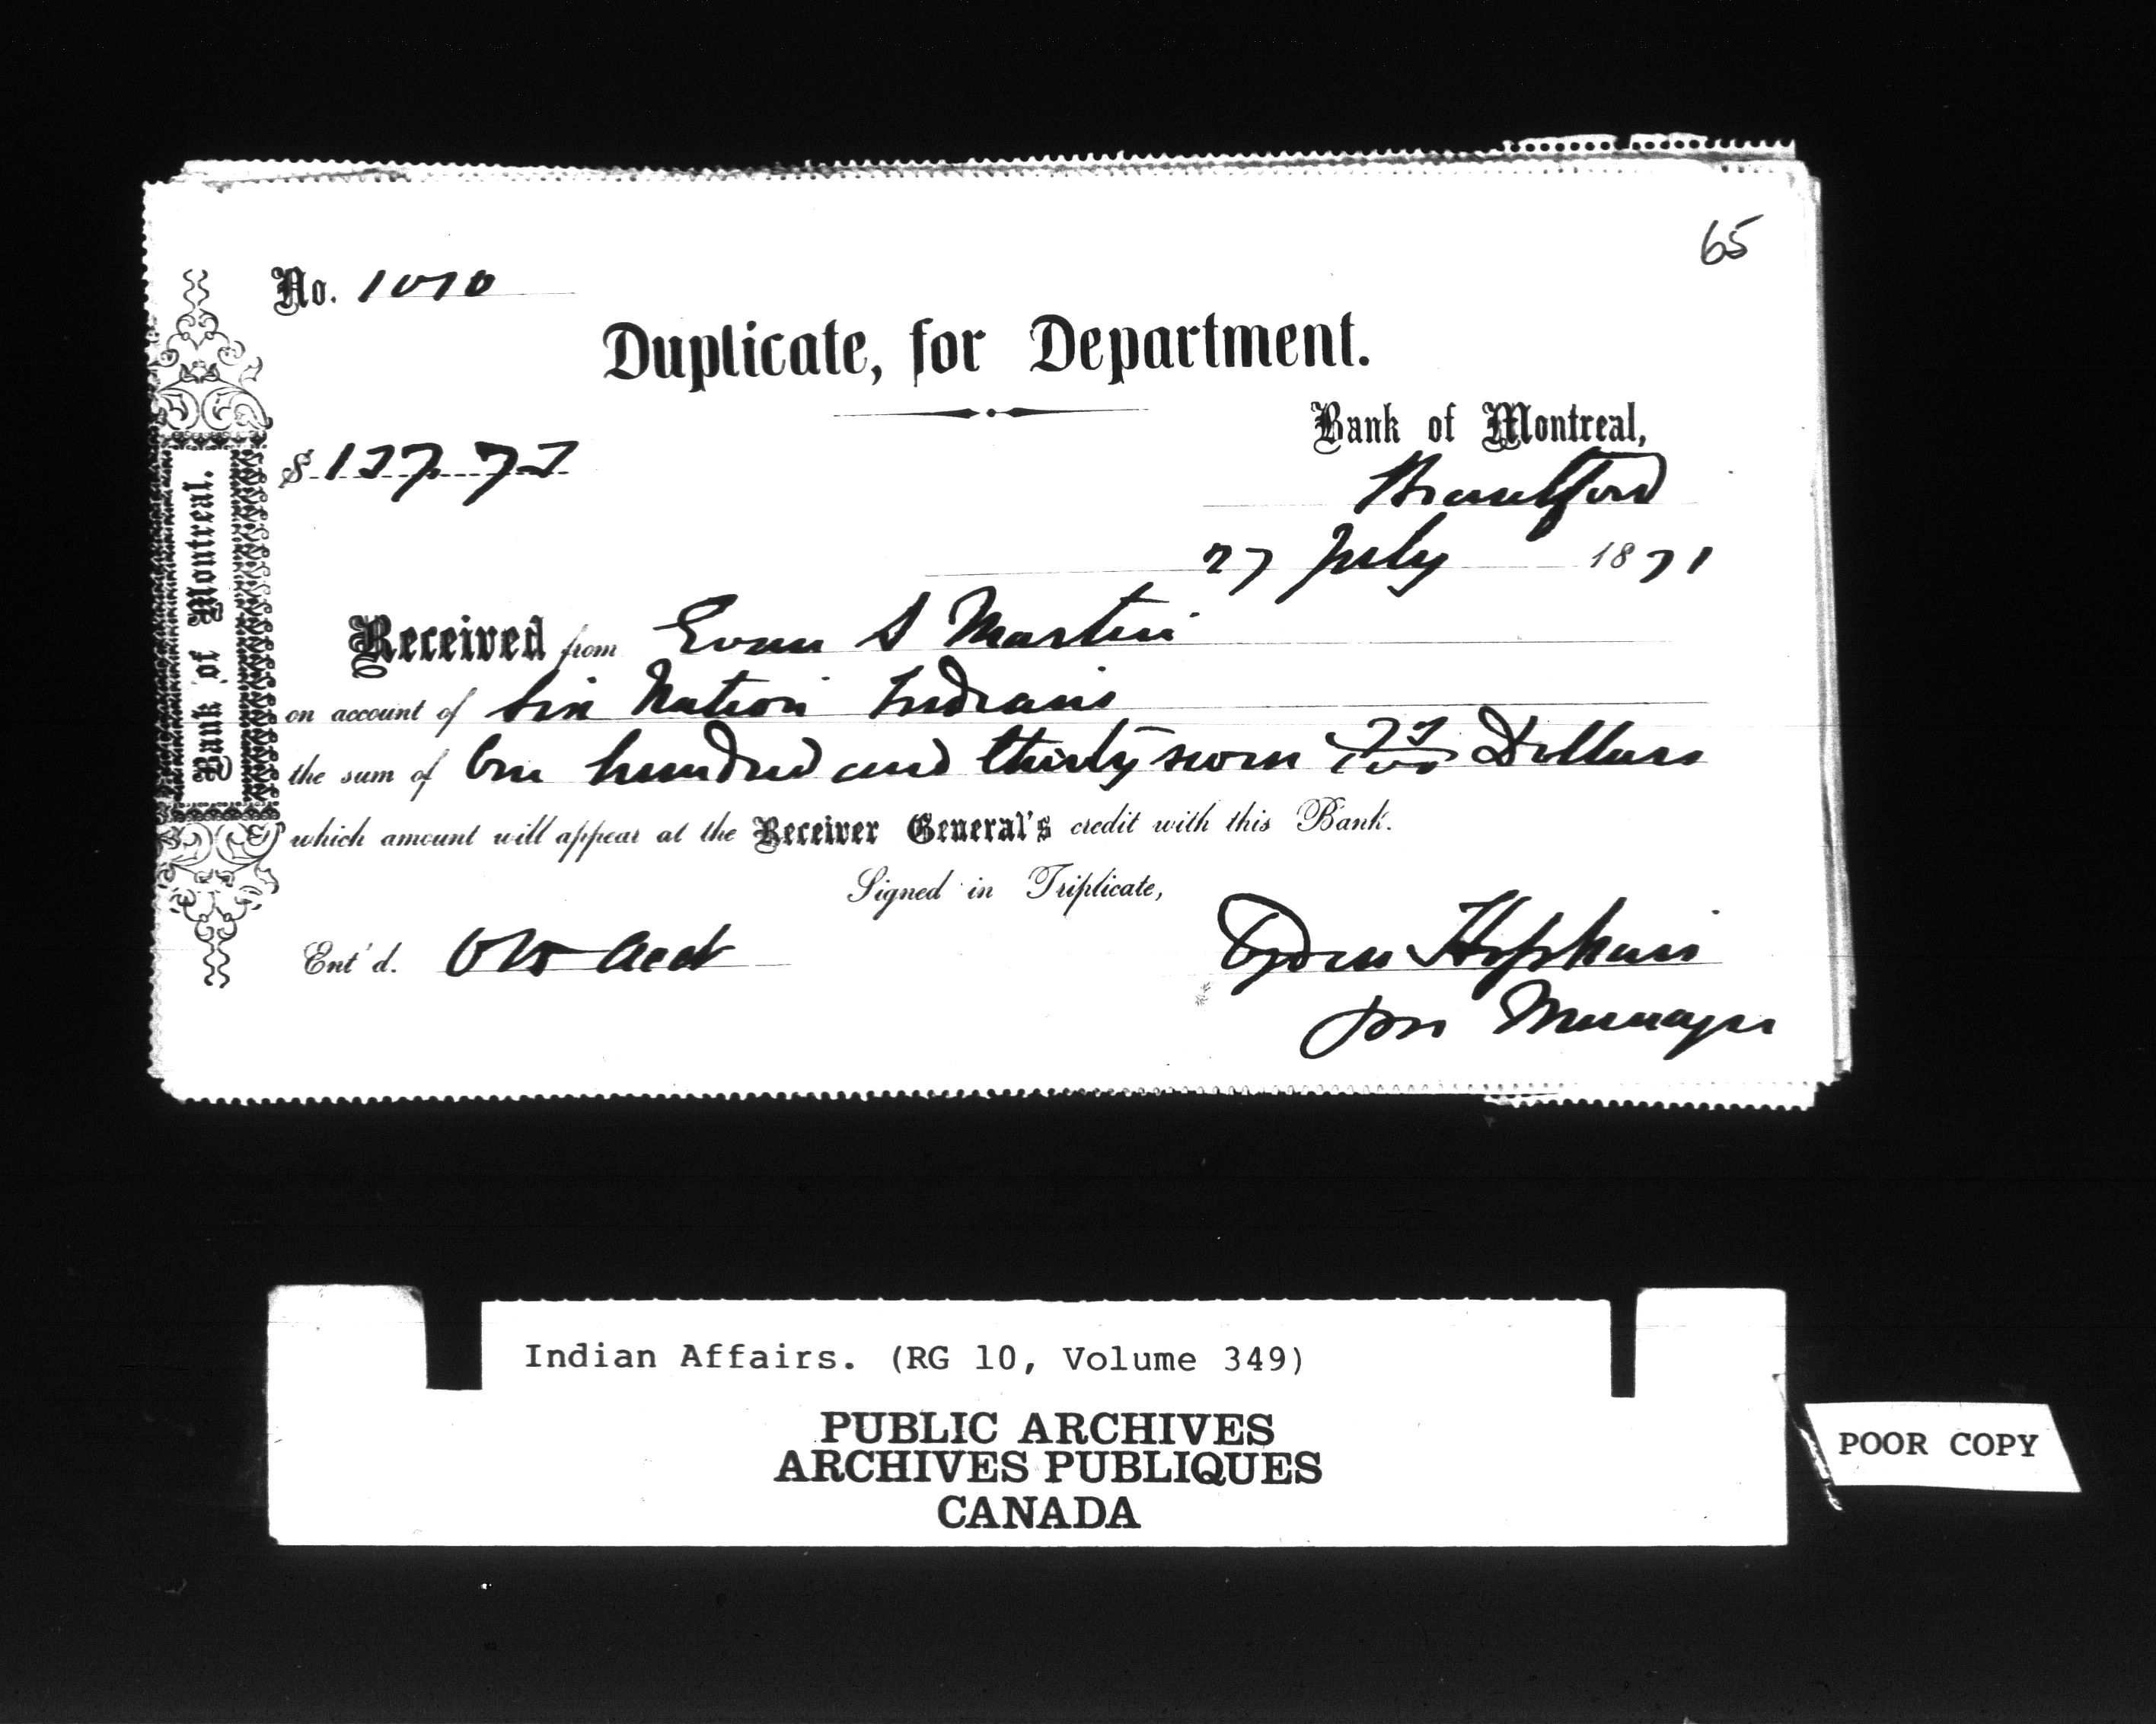 65
No. 1010
Duplicate, for Department.
Bank of Montreal,
$ 137.73
Brantford
27 July 1871
Received from Evan S Martin
on account of Six Nation Indians
the sum of One hundred and thirty seven 73/100 Dollars
which amount will appear at the Receiver General's credit with this Bank.
Signed in Triplicate,
Ent'd. Hopkins
Manager
Bank of Montreal.
Indian Affairs. (RG 10, Volume 349)
PUBLIC ARCHIVES
ARCHIVES PUBLIQUES
CANADA
POOR COPY